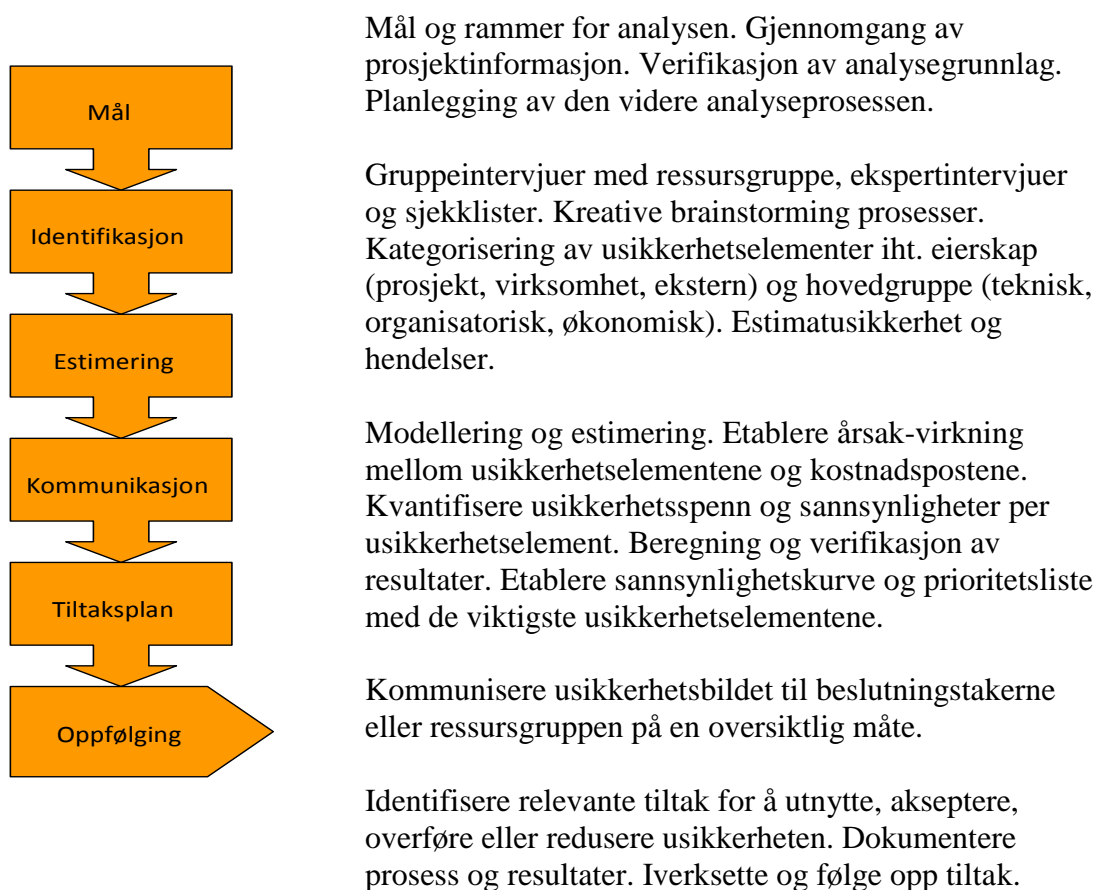 Mål
Identifikasjon
Estimering
Kommunikasjon
Tiltaksplan
Oppfølging
Mål og rammer for analysen. Gjennomgang av
prosjektinformasjon. Verifikasjon av analysegrunnlag.
Planlegging av den videre analyseprosessen.
Gruppeintervjuer med ressursgruppe, ekspertintervjuer
og sjekklister. Kreative brainstorming prosesser.
Kategorisering av usikkerhetselementer iht. eierskap
(prosjekt, virksomhet, ekstern) og hovedgruppe (teknisk,
organisatorisk, økonomisk). Estimatusikkerhet og
hendelser.
Modellering og estimering. Etablere årsak-virkning
mellom usikkerhetselementene og kostnadspostene.
Kvantifisere usikkerhetsspenn og sannsynligheter per
usikkerhetselement. Beregning og verifikasjon av
resultater. Etablere sannsynlighetskurve og prioritetsliste
med de viktigste usikkerhetselementene.
Kommunisere usikkerhetsbildet til beslutningstakerne
eller ressursgruppen på en oversiktlig måte.
Identifisere relevante tiltak for å utnytte, akseptere,
overføre eller redusere usikkerheten. Dokumentere
prosess og resultater. Iverksette og følge opp tiltak.